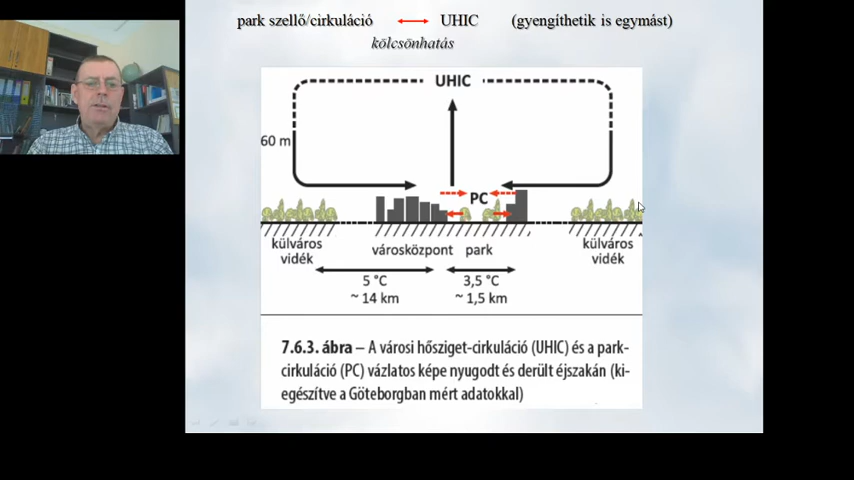 park szellő/cirkuláció ↔ UHIC (gyengíthetik is egymást)
kölcsönhatás
UHIC
60 m
PC
külváros városközpont park külváros
vidék vidék
5 °C 3,5 °C
~ 14 km ~ 1,5 km
7.6.3. ábra – A városi hősziget-cirkuláció (UHIC) és a park-
cirkuláció (PC) vázlatos képe nyugodt és derült éjszakán (ki-
egészítve a Göteborgban mért adatokkal)